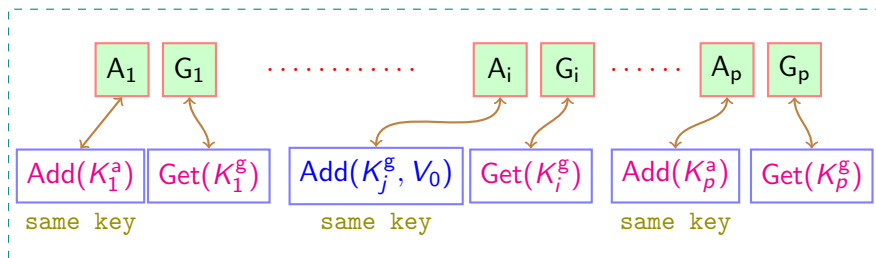 A₁ G₁ ············ Aᵢ Gᵢ ······ Aₚ Gₚ
Add(K₁ᵃ) Get(K₁ᵍ) Add(Kⱼᵍ, V₀) Get(Kᵢᵍ) Add(Kₚᵃ) Get(Kₚᵍ)
same key same key same key